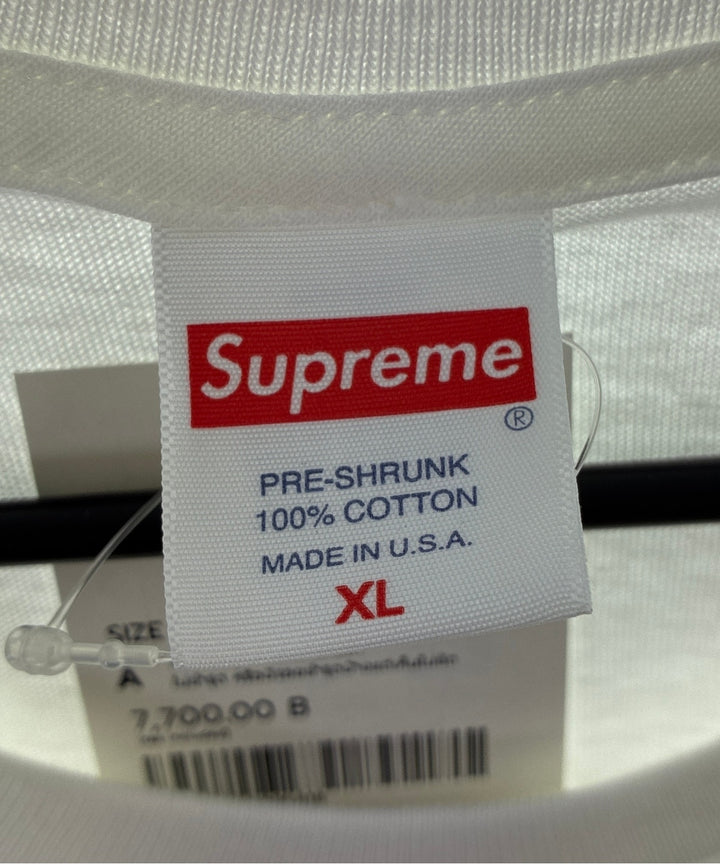 Supreme
®
PRE-SHRUNK
100% COTTON
MADE IN U.S.A.
XL
SIZE
A
7,700.00 B